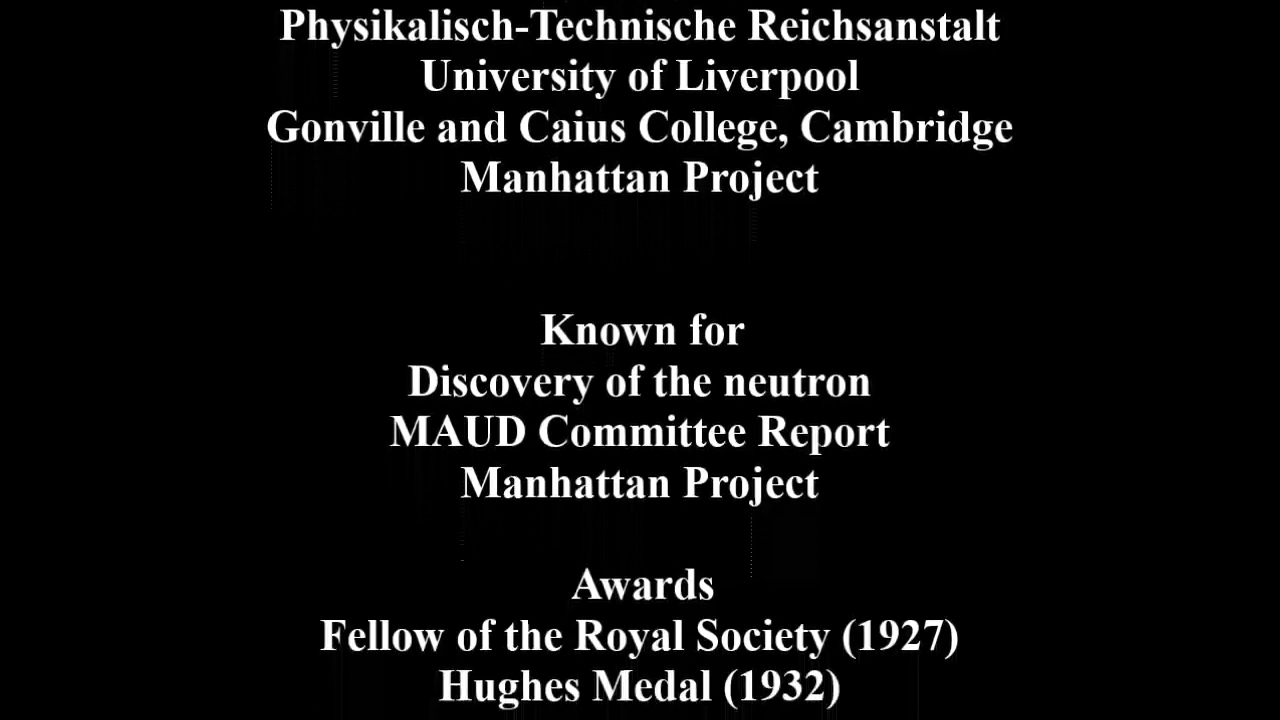 Physikalisch-Technische Reichsanstalt
University of Liverpool
Gonville and Caius College, Cambridge
Manhattan Project
Known for
Discovery of the neutron
MAUD Committee Report
Manhattan Project
Awards
Fellow of the Royal Society (1927)
Hughes Medal (1932)